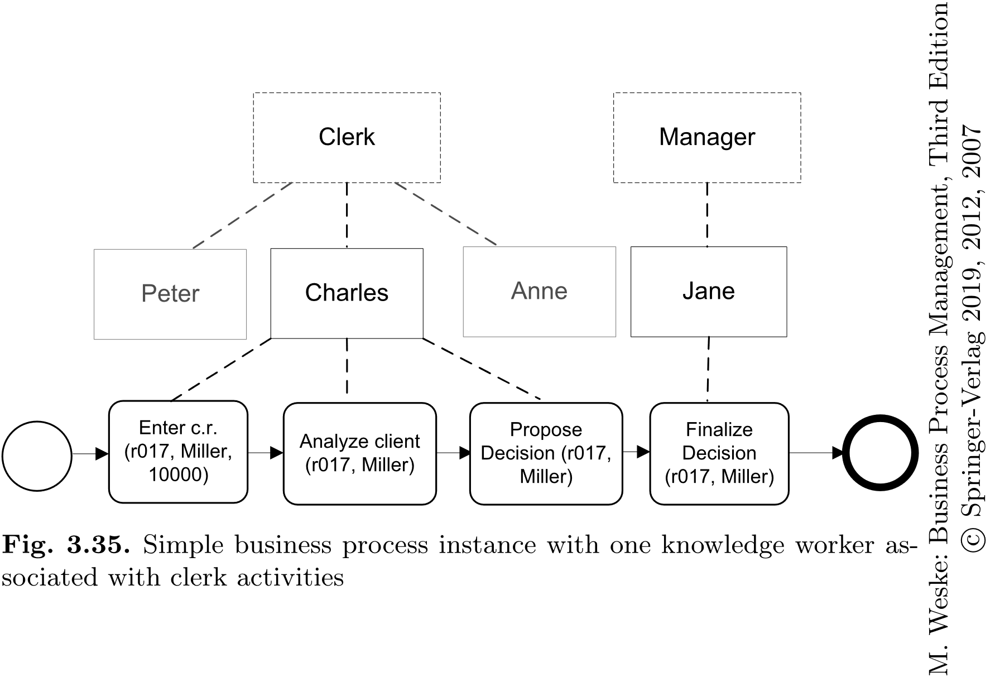 Clerk
Manager
Peter
Charles
Anne
Jane
Enter c.r.
(r017, Miller,
10000)
Analyze client
(r017, Miller)
Propose
Decision (r017,
Miller)
Finalize
Decision
(r017, Miller)
Fig. 3.35. Simple business process instance with one knowledge worker as-
sociated with clerk activities
M. Weske: Business Process Management, Third Edition
© Springer-Verlag 2019, 2012, 2007